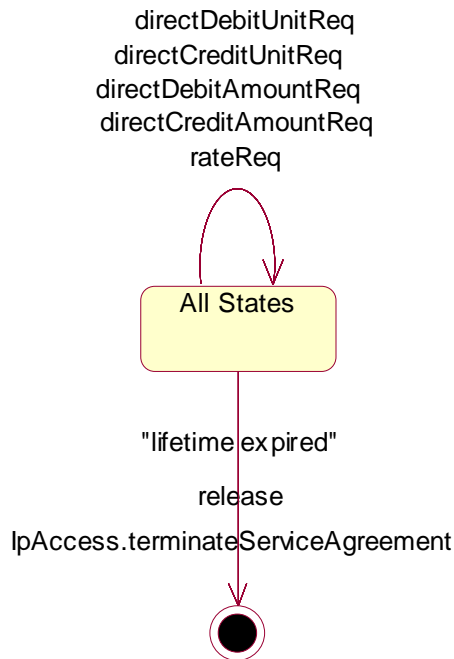 directDebitUnitReq
directCreditUnitReq
directDebitAmountReq
directCreditAmountReq
rateReq
All States
"lifetime expired"
release
IpAccess.terminateServiceAgreement